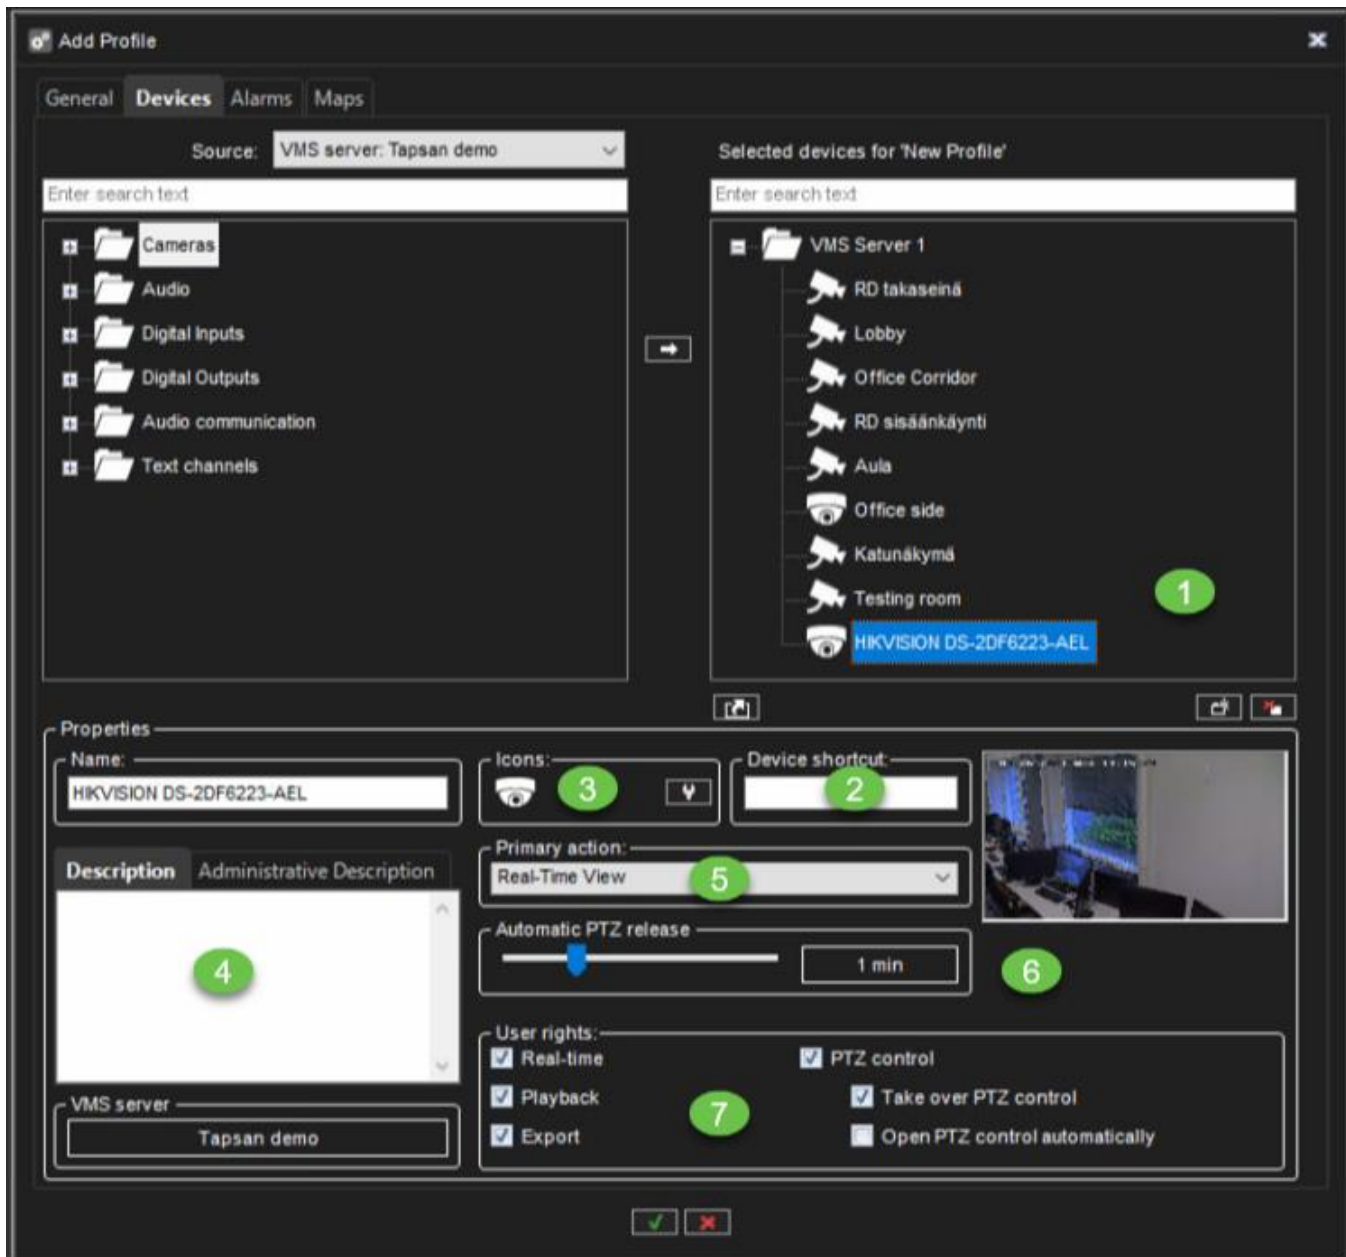 Add Profile
General Devices Alarms Maps
Source: VMS server: Tapsan demo
Selected devices for 'New Profile'
Enter search text
Enter search text
Cameras
Audio
Digital Inputs
Digital Outputs
Audio communication
Text channels
VMS Server 1
RD takaseinä
Lobby
Office Corridor
RD sisäänkäynti
Aula
Office side
Katunäkymä
Testing room
HIKVISION DS-2DF6223-AEL
1
Properties
Name:
HIKVISION DS-2DF6223-AEL
Icons:
3
Device shortcut:
2
Description Administrative Description
4
Primary action:
Real-Time View
5
Automatic PTZ release
1 min
6
VMS server
Tapsan demo
User rights:
Real-time
Playback
Export
7
PTZ control
Take over PTZ control
Open PTZ control automatically